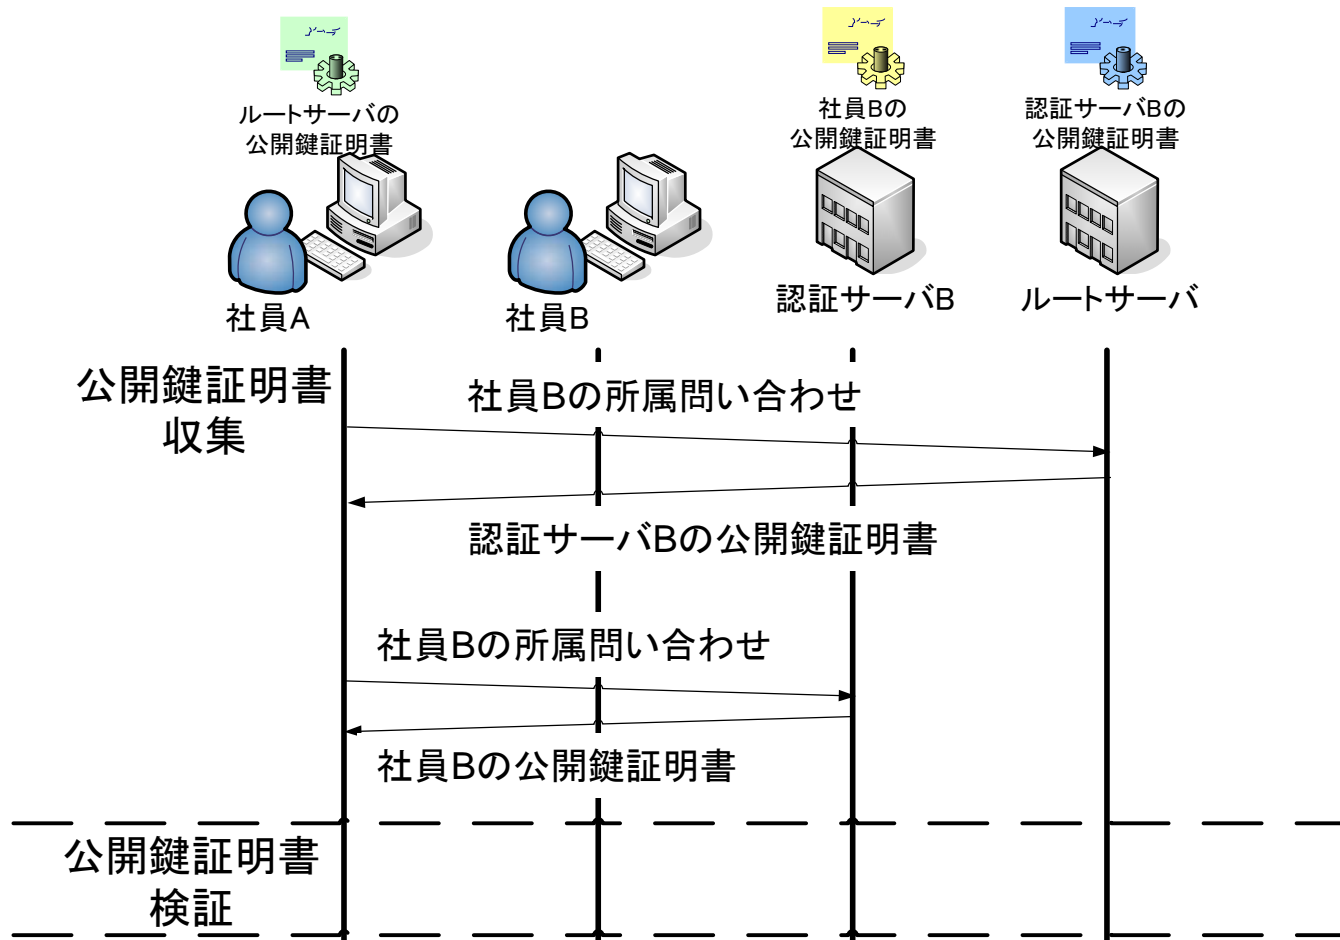 ルートサーバの
公開鍵証明書
社員Bの
公開鍵証明書
認証サーバBの
公開鍵証明書
社員A
社員B
認証サーバB
ルートサーバ
公開鍵証明書
収集
社員Bの所属問い合わせ
認証サーバBの公開鍵証明書
社員Bの所属問い合わせ
社員Bの公開鍵証明書
公開鍵証明書
検証